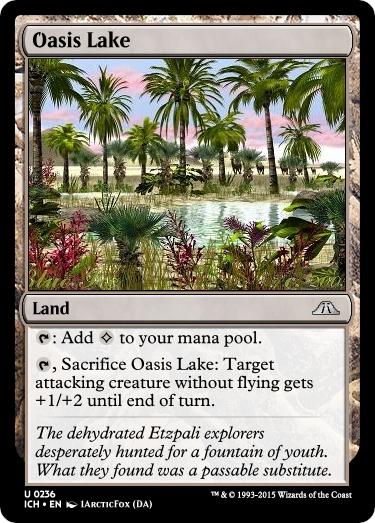 Oasis Lake
Land
: Add to your mana pool.
, Sacrifice Oasis Lake: Target
attacking creature without flying gets
+1/+2 until end of turn.
The dehydrated Etzpali explorers
desperately hunted for a fountain of youth.
What they found was a passable substitute.
U 0236
ICH • EN 1ArcticFox (DA)
™ & © 1993-2015 Wizards of the Coast